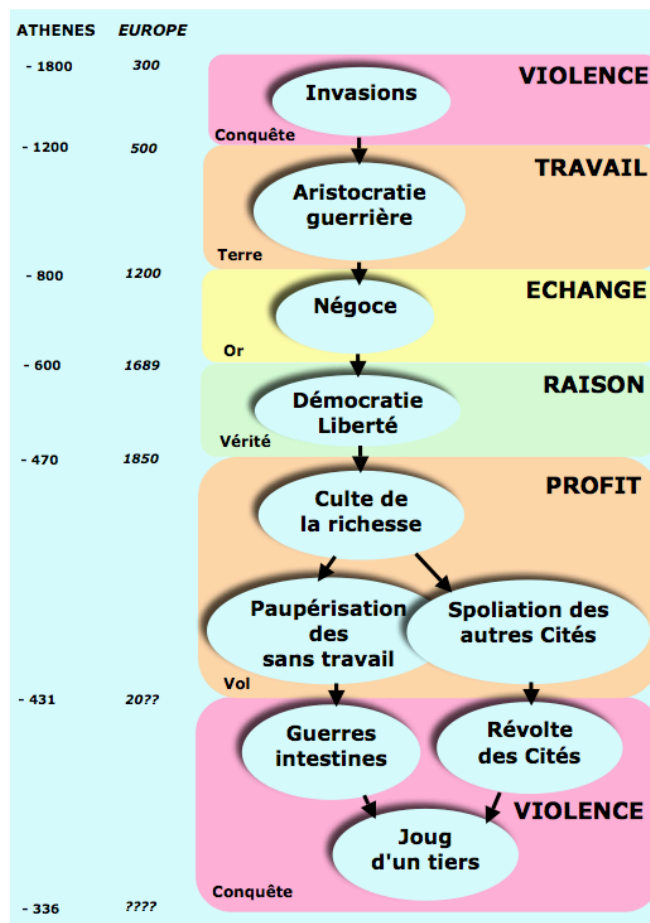 ATHENES EUROPE
- 1800 300
VIOLENCE
Invasions
Conquête
- 1200 500
TRAVAIL
Aristocratie
guerrière
Terre
- 800 1200
ECHANGE
Négoce
Or
- 600 1689
RAISON
Démocratie
Liberté
Vérité
- 470 1850
PROFIT
Culte de
la richesse
Paupérisation
des
sans travail
Spoliation des
autres Cités
Vol
- 431 20??
Guerres
intestines
Révolte
des Cités
VIOLENCE
Joug
d'un tiers
Conquête
- 336 ????